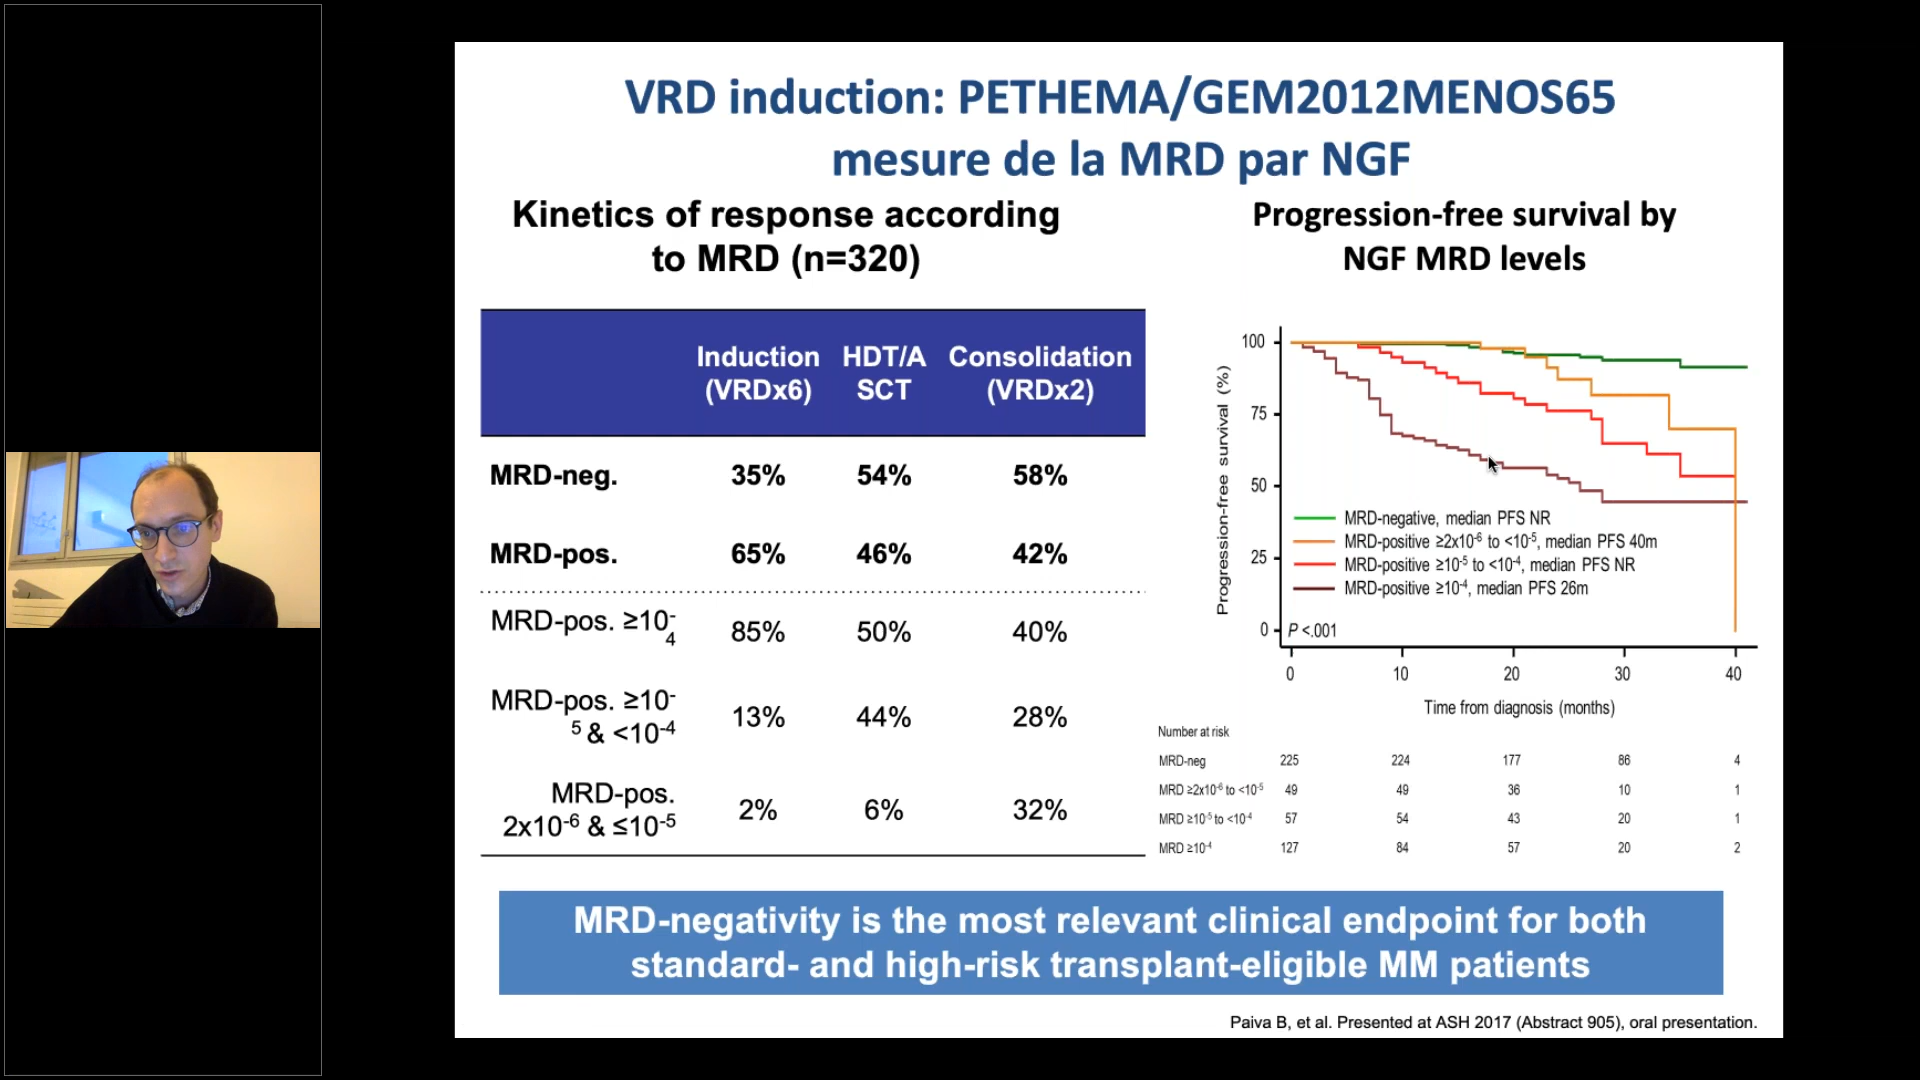 VRD induction: PETHEMA/GEM2012MENOS65
mesure de la MRD par NGF
Kinetics of response according
to MRD (n=320)
Induction (VRDx6) HDT/A SCT Consolidation (VRDx2)
MRD-neg. 35% 54% 58%
MRD-pos. 65% 46% 42%
MRD-pos. ≥10⁻⁴ 85% 50% 40%
MRD-pos. ≥10⁻⁵ & <10⁻⁴ 13% 44% 28%
MRD-pos. 2x10⁻⁶ & ≤10⁻⁵ 2% 6% 32%
Progression-free survival by
NGF MRD levels
Progression-free survival (%)
100
75
50
25
0
MRD-negative, median PFS NR
MRD-positive ≥2x10⁻⁶ to <10⁻⁵, median PFS 40m
MRD-positive ≥10⁻⁵ to <10⁻⁴, median PFS NR
MRD-positive ≥10⁻⁴, median PFS 26m
P <.001
0 10 20 30 40
Time from diagnosis (months)
Number at risk
MRD-neg 225 224 177 86 4
MRD ≥2x10⁻⁶ to <10⁻⁵ 49 49 36 10 1
MRD ≥10⁻⁵ to <10⁻⁴ 57 54 43 20 1
MRD ≥10⁻⁴ 127 84 57 20 2
MRD-negativity is the most relevant clinical endpoint for both
standard- and high-risk transplant-eligible MM patients
Paiva B, et al. Presented at ASH 2017 (Abstract 905), oral presentation.